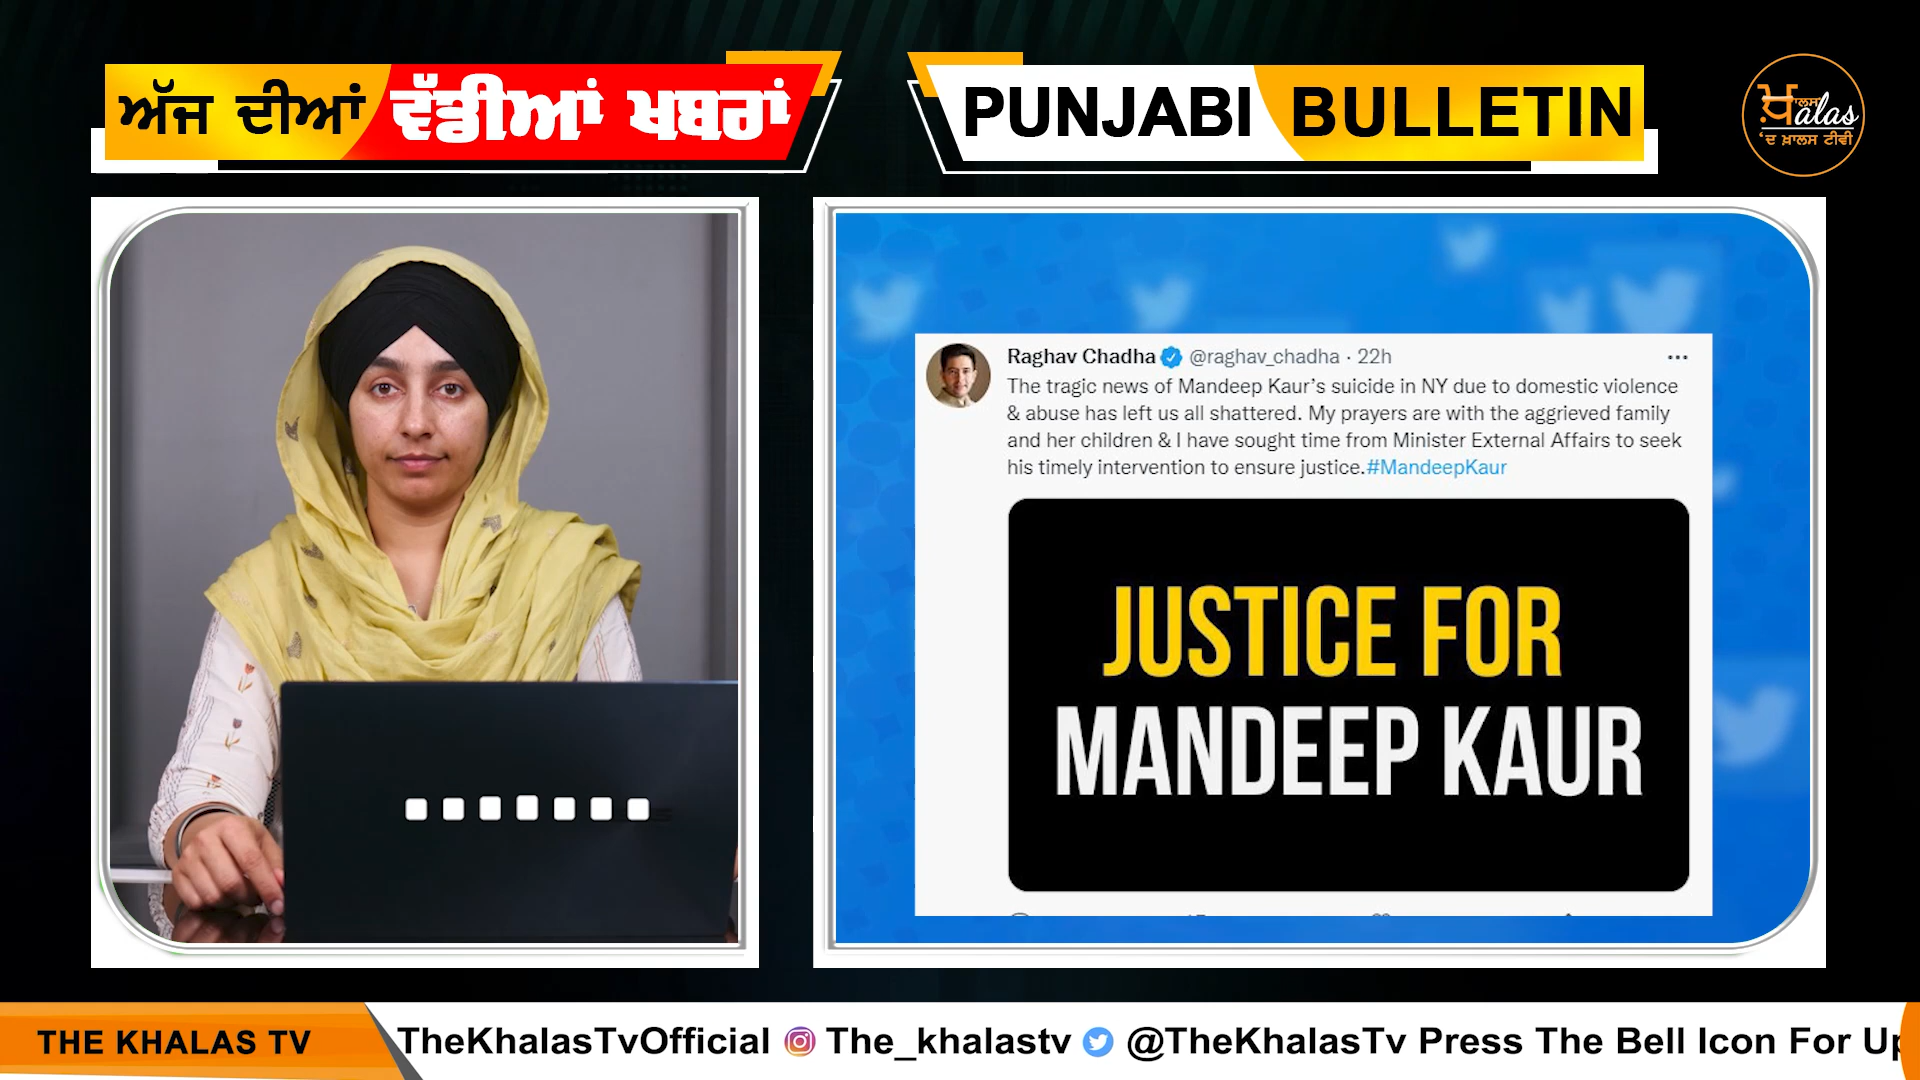 ਅੱਜ ਦੀਆਂ ਵੱਡੀਆਂ ਖਬਰਾਂ
PUNJABI BULLETIN
ਖ਼ਾਲਸ alas
'ਦ ਖ਼ਾਲਸ ਟੀਵੀ
Raghav Chadha @raghav_chadha · 22h
The tragic news of Mandeep Kaur's suicide in NY due to domestic violence
& abuse has left us all shattered. My prayers are with the aggrieved family
and her children & I have sought time from Minister External Affairs to seek
his timely intervention to ensure justice.#MandeepKaur
JUSTICE FOR
MANDEEP KAUR
THE KHALAS TV
TheKhalasTvOfficial The_khalastv @TheKhalasTv Press The Bell Icon For Up